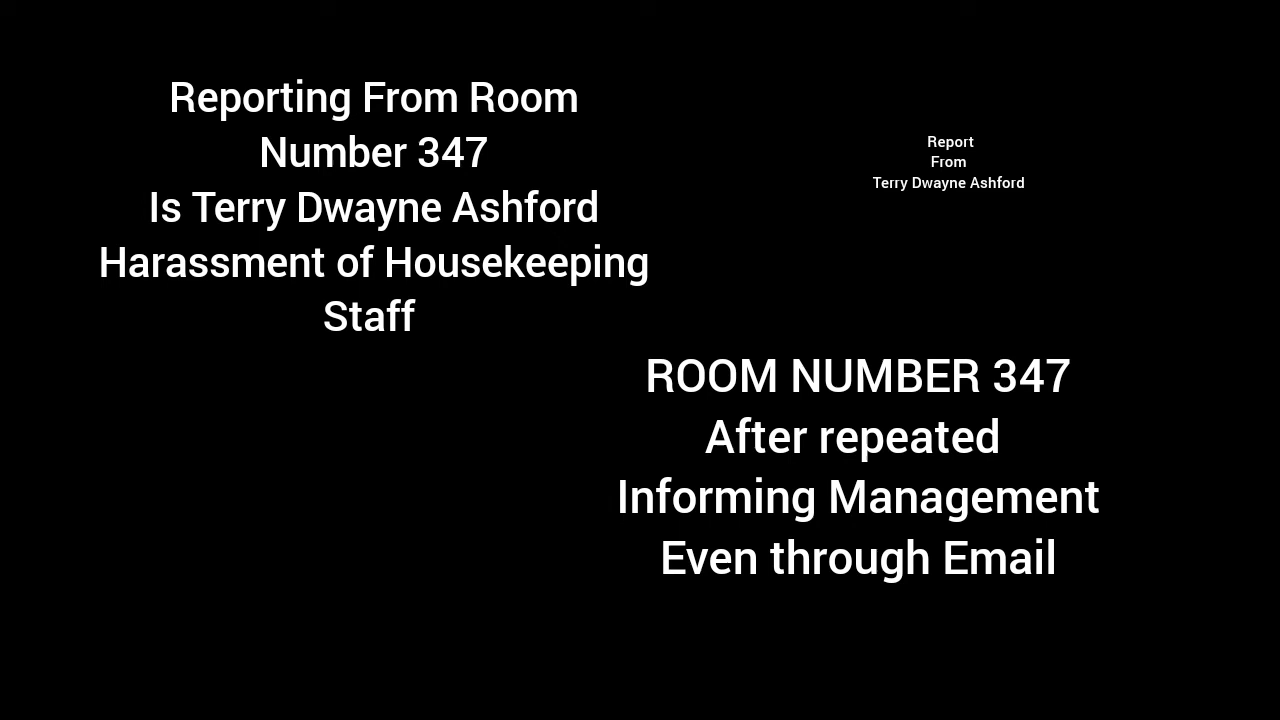 Reporting From Room
Number 347
Is Terry Dwayne Ashford
Harassment of Housekeeping
Staff
Report
From
Terry Dwayne Ashford
ROOM NUMBER 347
After repeated
Informing Management
Even through Email